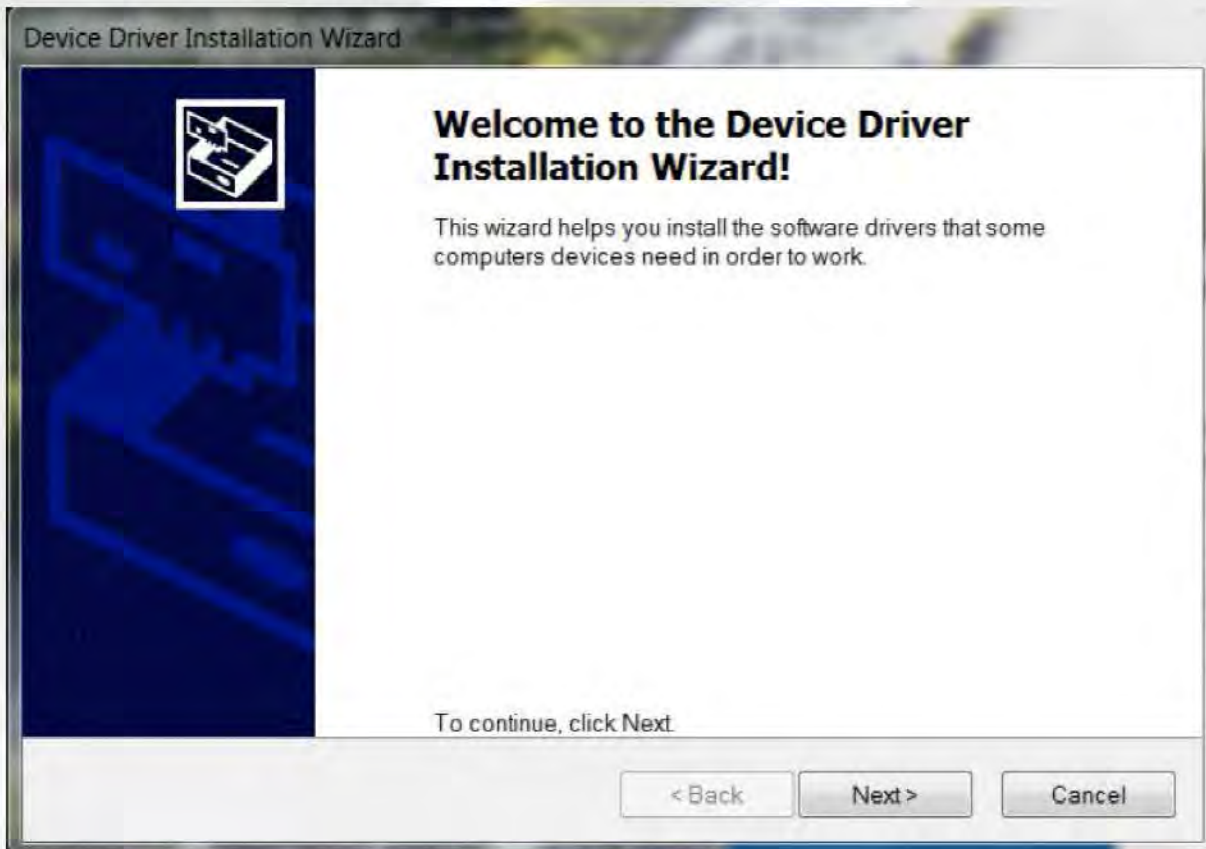 Device Driver Installation Wizard
Welcome to the Device Driver
Installation Wizard!
This wizard helps you install the software drivers that some
computers devices need in order to work.
To continue, click Next.
< Back
Next >
Cancel